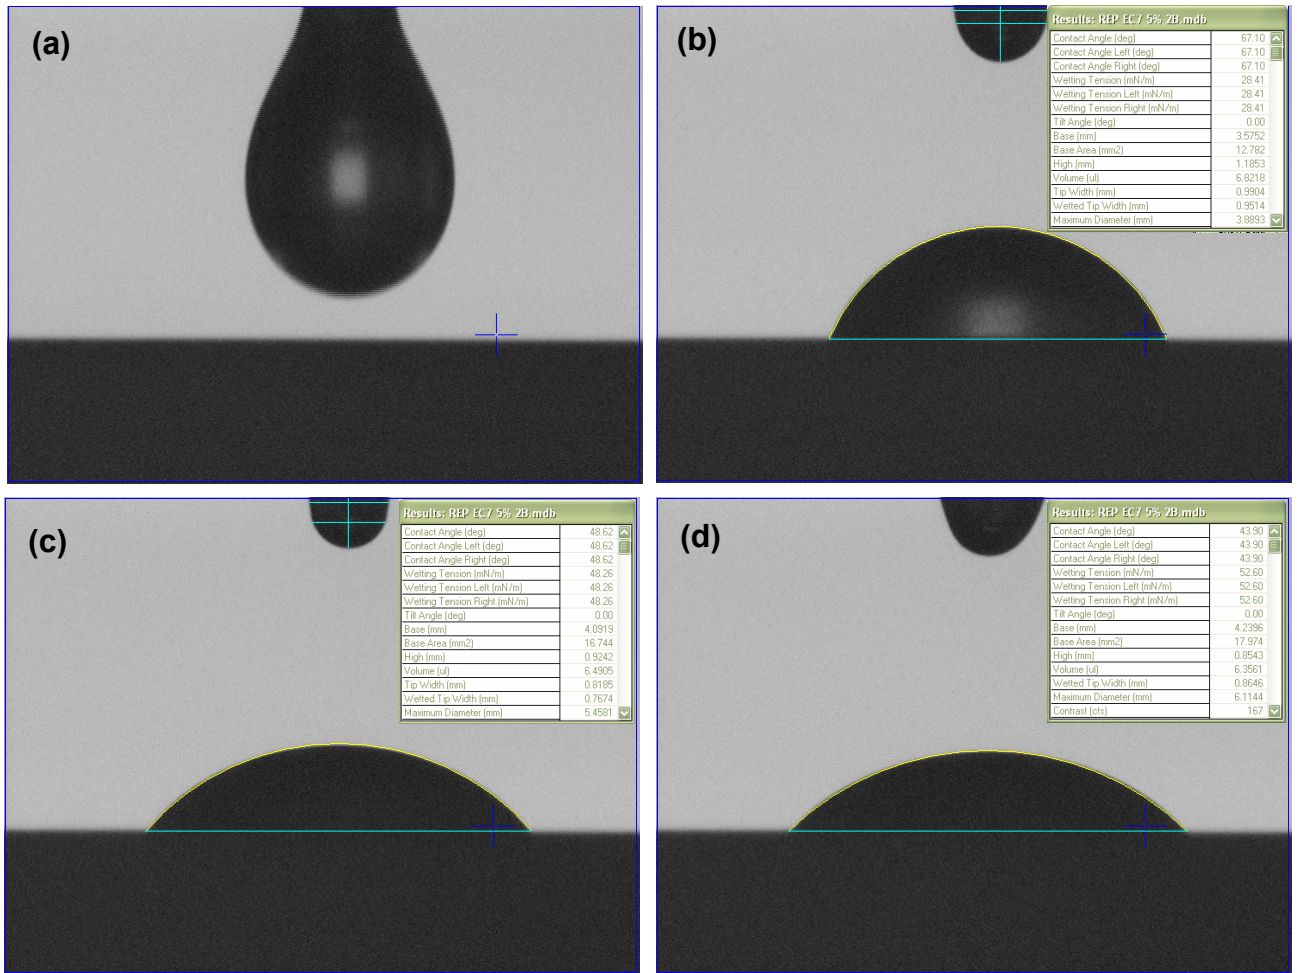 (a)
(b)
Results: REP EC7 5% 2B.mdb
Contact Angle (deg) 67.10
Contact Angle Left (deg) 67.10
Contact Angle Right (deg) 67.10
Wetting Tension (mN/m) 28.41
Wetting Tension Left (mN/m) 28.41
Wetting Tension Right (mN/m) 28.41
Tilt Angle (deg) 0.00
Base (mm) 3.5752
Base Area (mm2) 12.782
High (mm) 1.1853
Volume (ul) 6.8218
Tip Width (mm) 0.9904
Wetted Tip Width (mm) 0.9514
Maximum Diameter (mm) 3.8893
(c)
Results: REP EC7 5% 2B.mdb
Contact Angle (deg) 48.62
Contact Angle Left (deg) 48.62
Contact Angle Right (deg) 48.62
Wetting Tension (mN/m) 48.26
Wetting Tension Left (mN/m) 48.26
Wetting Tension Right (mN/m) 48.26
Tilt Angle (deg) 0.00
Base (mm) 4.0919
Base Area (mm2) 16.744
High (mm) 0.9242
Volume (ul) 6.4905
Tip Width (mm) 0.8185
Wetted Tip Width (mm) 0.7674
Maximum Diameter (mm) 5.4581
(d)
Results: REP EC7 5% 2B.mdb
Contact Angle (deg) 43.90
Contact Angle Left (deg) 43.90
Contact Angle Right (deg) 43.90
Wetting Tension (mN/m) 52.60
Wetting Tension Left (mN/m) 52.60
Wetting Tension Right (mN/m) 52.60
Tilt Angle (deg) 0.00
Base (mm) 4.2396
Base Area (mm2) 17.974
High (mm) 0.8543
Volume (ul) 6.3561
Wetted Tip Width (mm) 0.8646
Maximum Diameter (mm) 6.1144
Contrast (cts) 167